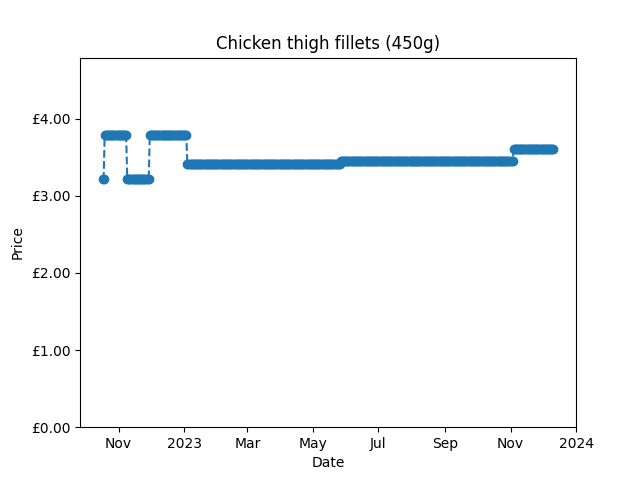 Chicken thigh fillets (450g)
£4.00
£3.00
£2.00
£1.00
£0.00
Price
Nov 2023 Mar May Jul Sep Nov 2024
Date